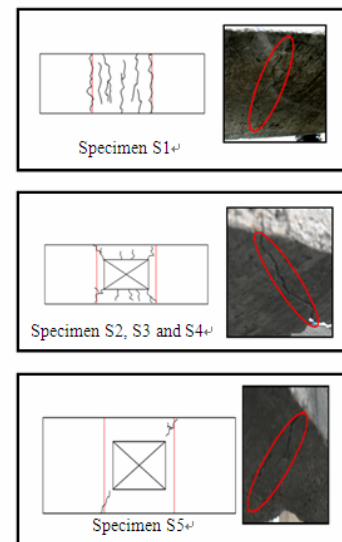 Specimen S1↵
Specimen S2, S3 and S4↵
Specimen S5↵